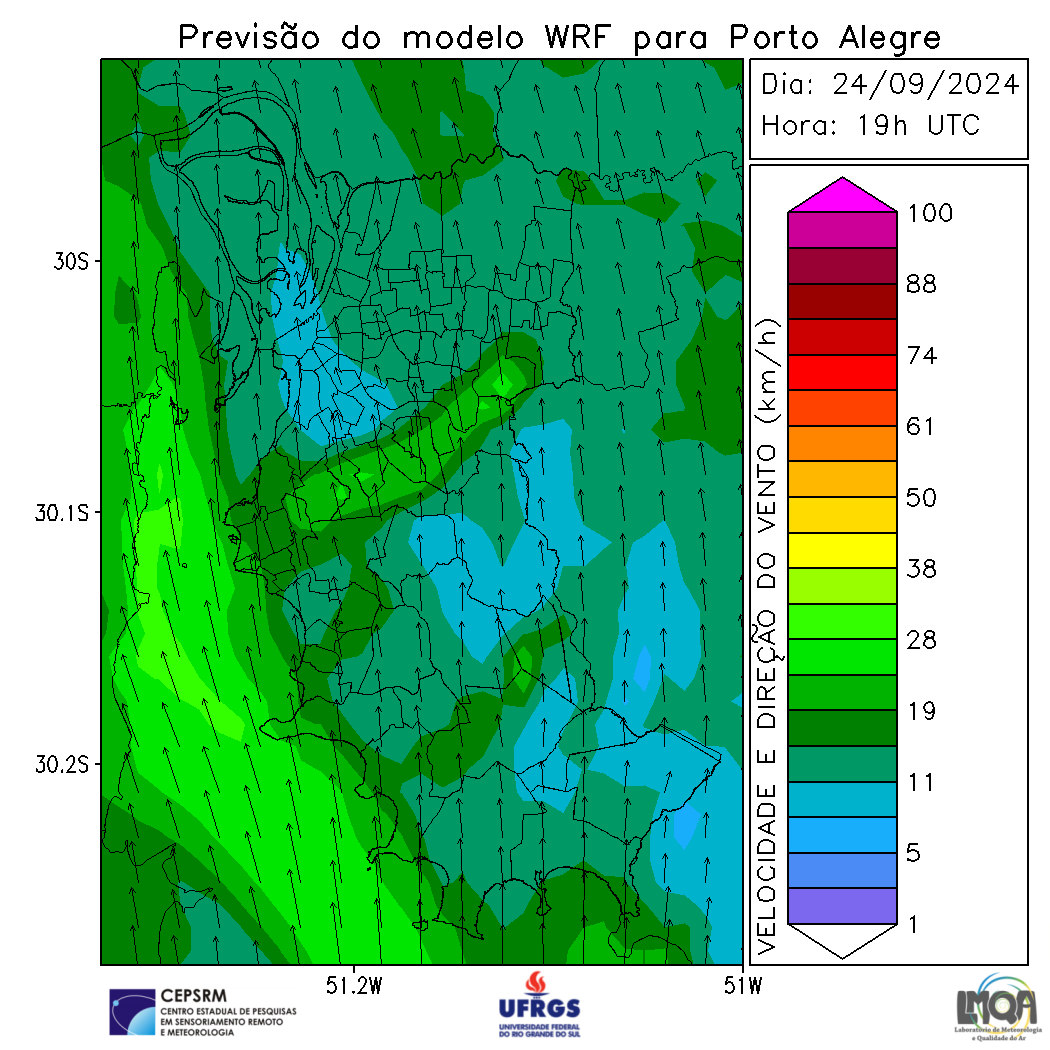 Previsão do modelo WRF para Porto Alegre
Dia: 24/09/2024
Hora: 19h UTC
30S
30.1S
30.2S
51.2W
51W
VELOCIDADE E DIREÇÃO DO VENTO (km/h)
100
88
74
61
50
38
28
19
11
5
1
CEPSRM
CENTRO ESTADUAL DE PESQUISAS
EM SENSORIAMENTO REMOTO
E METEOROLOGIA
UFRGS
UNIVERSIDADE FEDERAL
DO RIO GRANDE DO SUL
LMQA
Laboratório de Meteorologia
e Qualidade do Ar